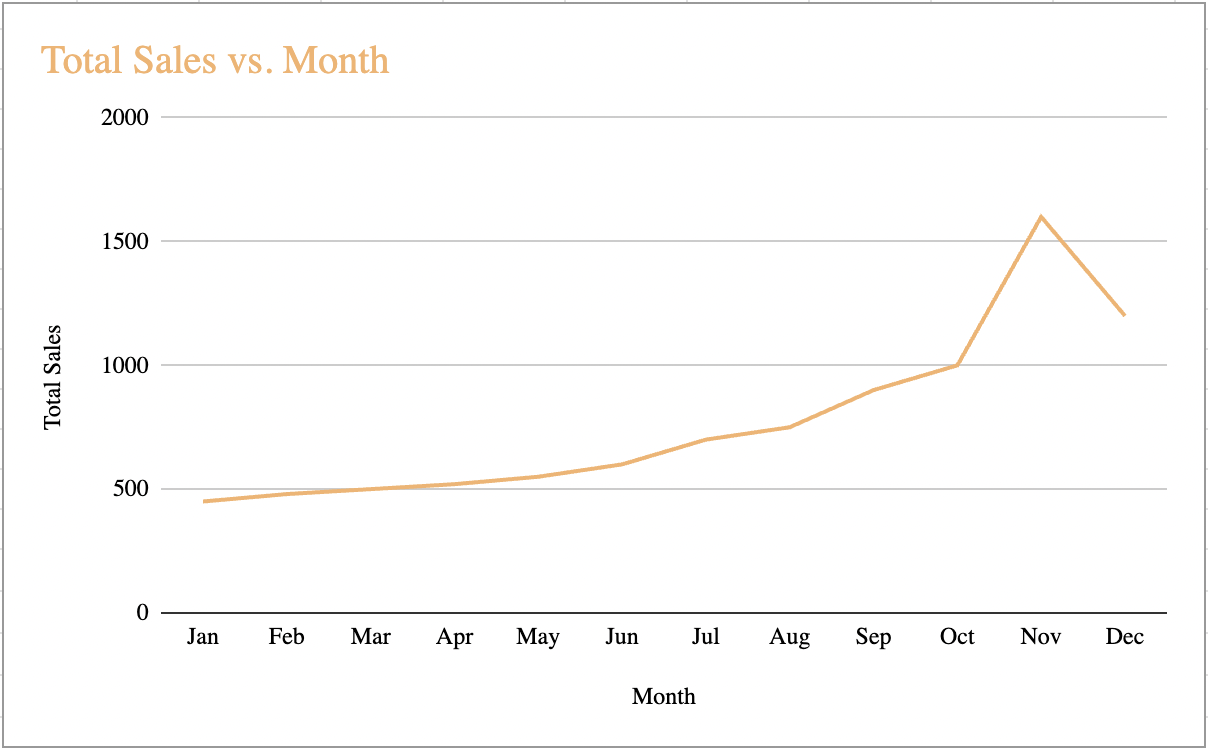 Total Sales vs. Month
2000
1500
1000
500
0
Total Sales
Jan Feb Mar Apr May Jun Jul Aug Sep Oct Nov Dec
Month